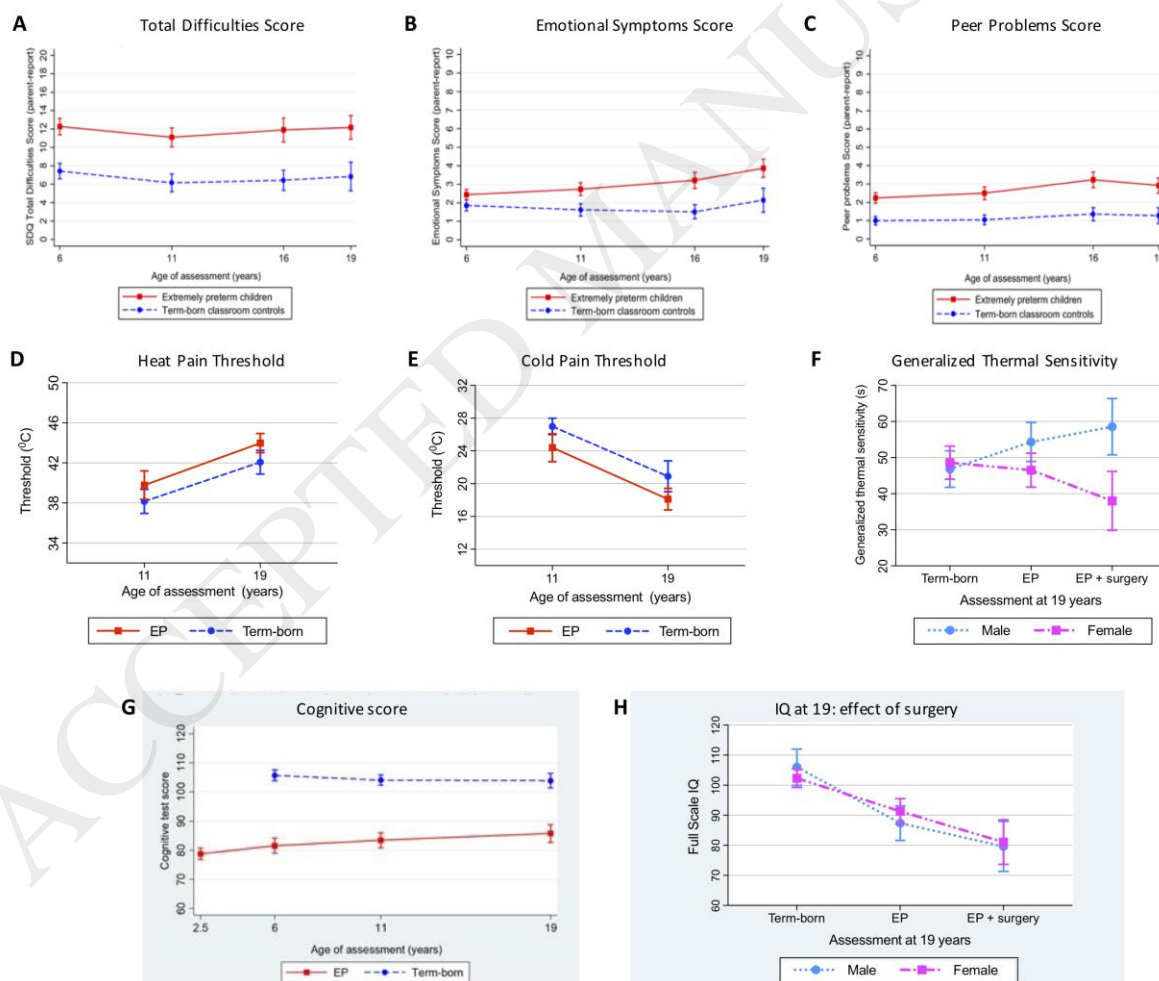 A Total Difficulties Score
SDQ Total Difficulties Score (parent-report)
0 2 4 6 8 10 12 14 16 18 20
6 11 16 19
Age of assessment (years)
Extremely preterm children
Term-born classroom controls
B Emotional Symptoms Score
Emotional Symptoms Score (parent-report)
0 1 2 3 4 5 6 7 8 9 10
6 11 16 19
Age of assessment (years)
Extremely preterm children
Term-born classroom controls
C Peer Problems Score
Peer problems Score (parent-report)
0 1 2 3 4 5 6 7 8 9 10
6 11 16 19
Age of assessment (years)
Extremely preterm children
Term-born classroom controls
D Heat Pain Threshold
Threshold (⁰C)
34 38 42 46 50
11 19
Age of assessment (years)
EP Term-born
E Cold Pain Threshold
Threshold (⁰C)
12 16 20 24 28 32
11 19
Age of assessment (years)
EP Term-born
F Generalized Thermal Sensitivity
Generalized thermal sensitivity (s)
20 30 40 50 60 70
Term-born EP EP + surgery
Assessment at 19 years
Male Female
G Cognitive score
Cognitive test score
60 70 80 90 100 110 120
2.5 6 11 19
Age of assessment (years)
EP Term-born
H IQ at 19: effect of surgery
Full Scale IQ
60 70 80 90 100 110 120
Term-born EP EP + surgery
Assessment at 19 years
Male Female
ACCEPTED MANUS